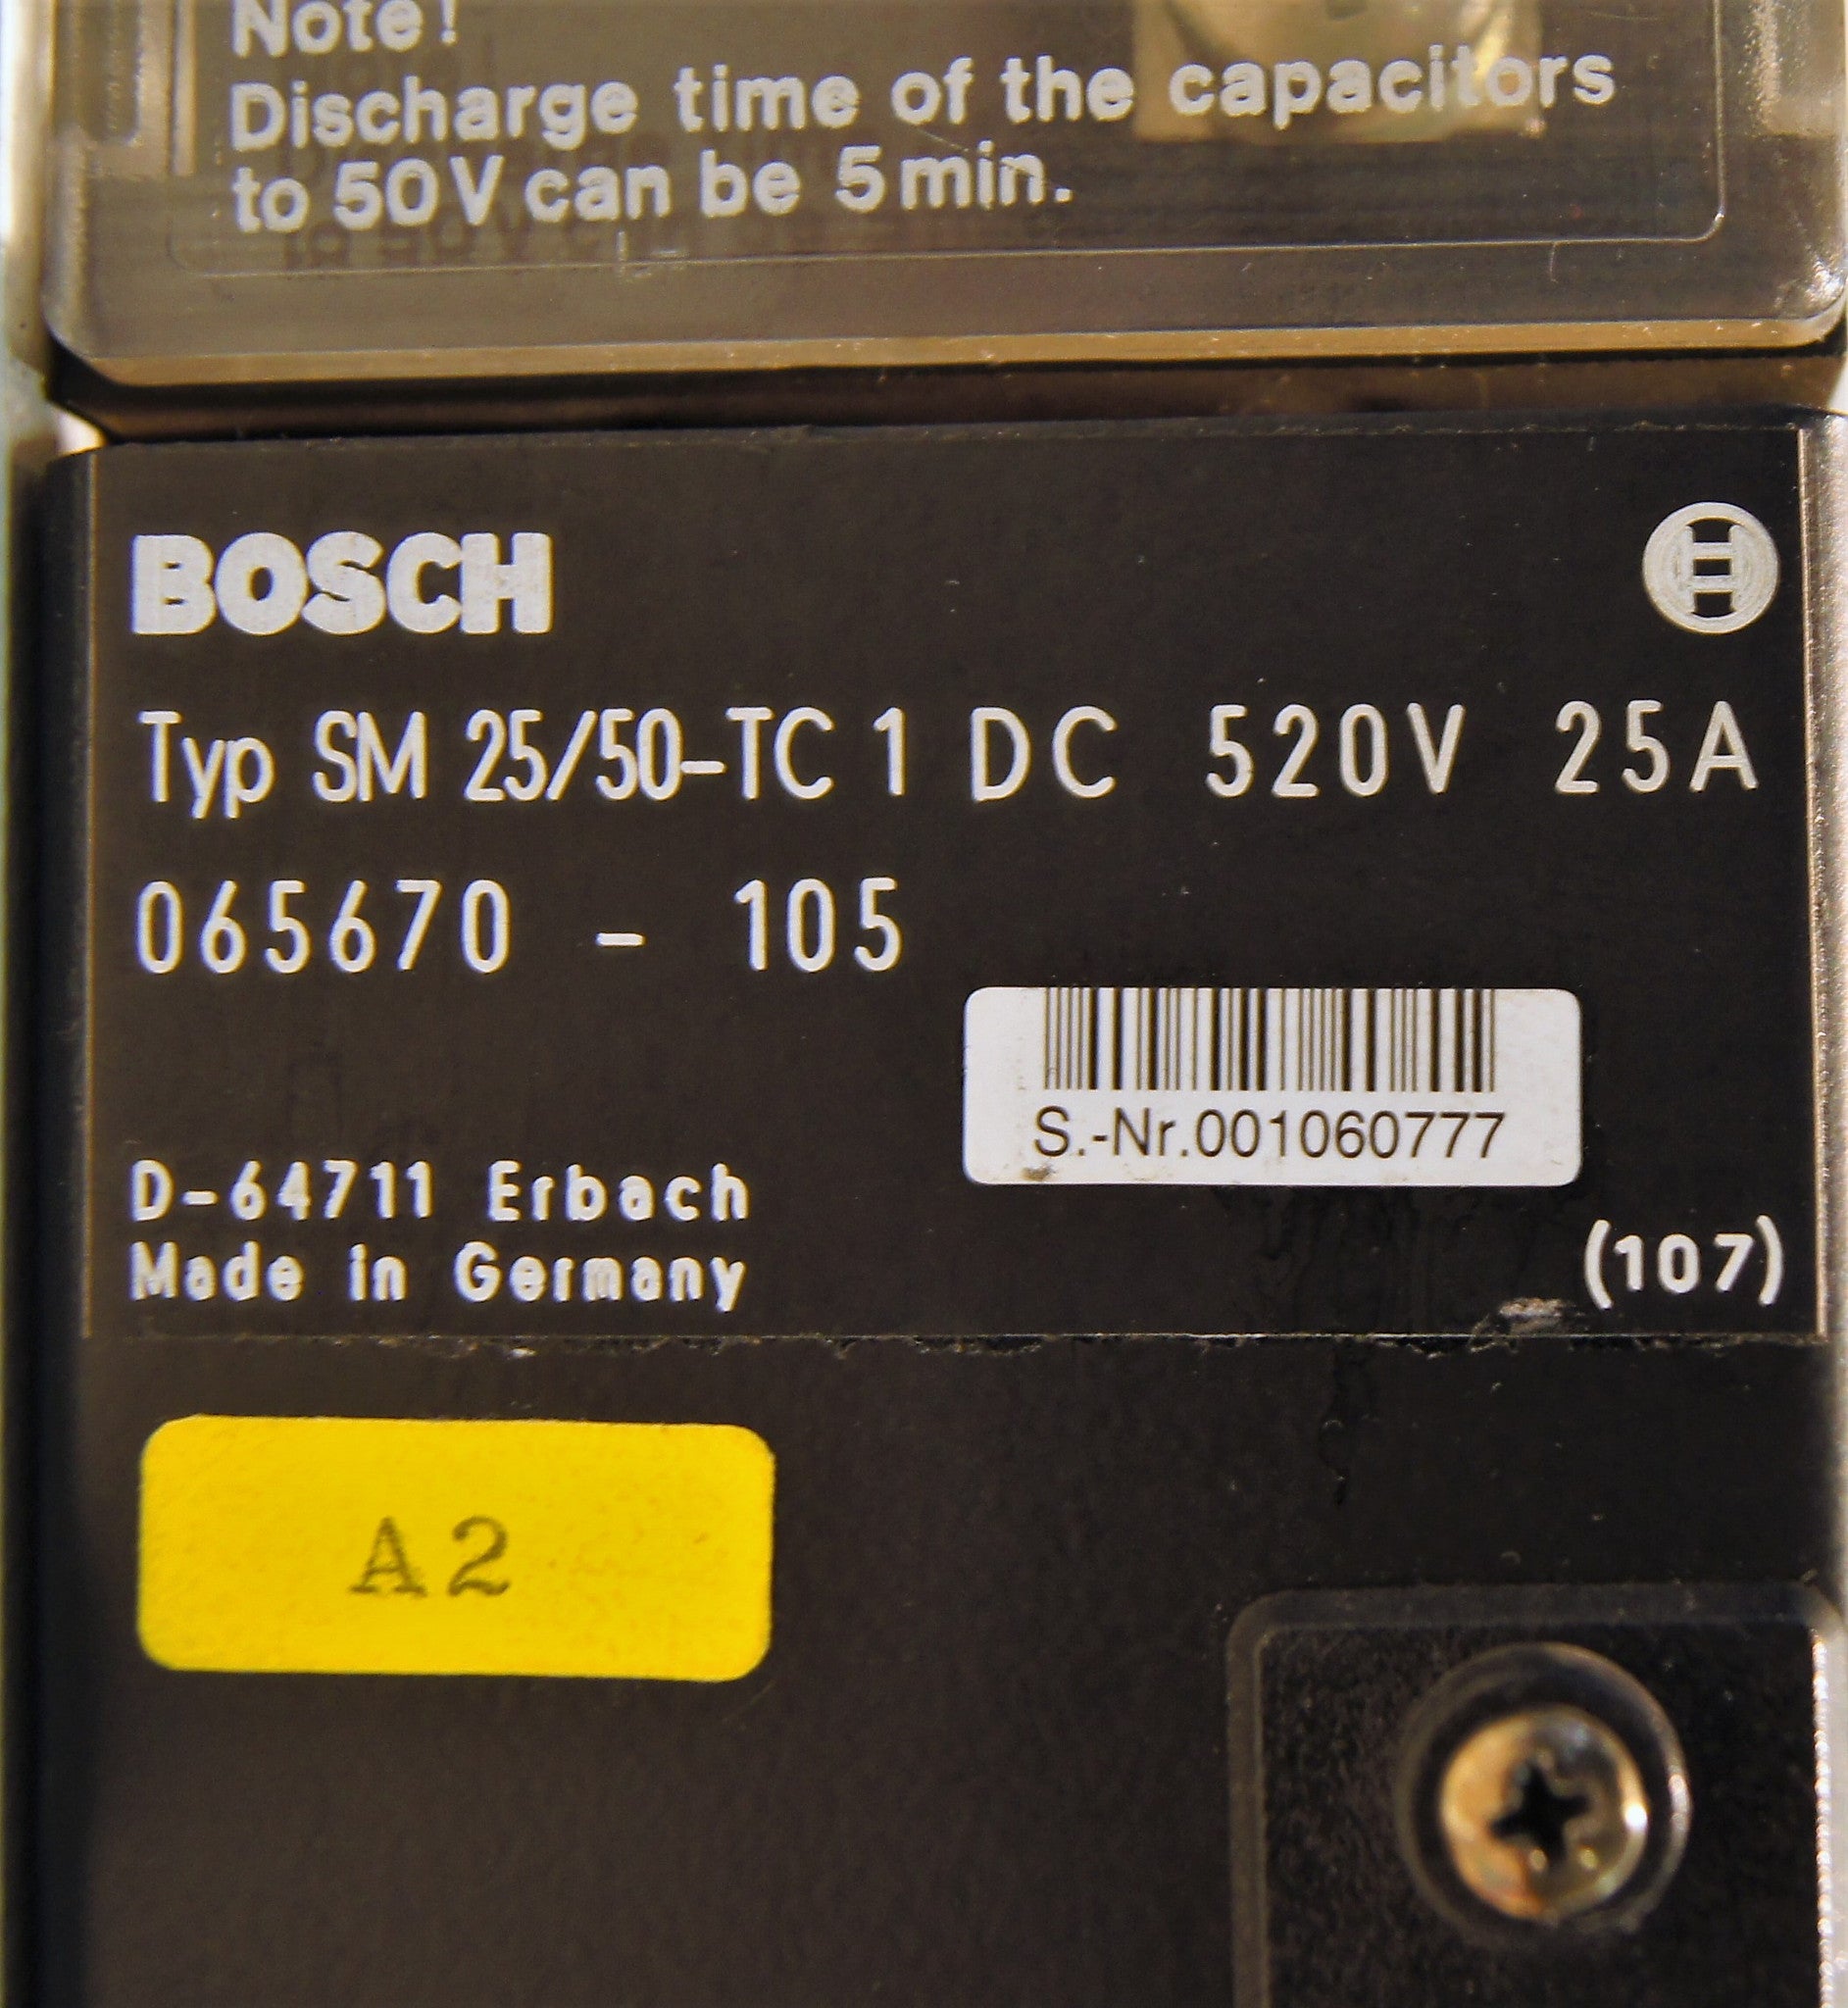 Note!
Discharge time of the capacitors
to 50V can be 5 min.
BOSCH
Typ SM 25/50-TC 1 DC 520V 25A
065670 - 105
S.-Nr.001060777
D-64711 Erbach
Made in Germany
(107)
A2